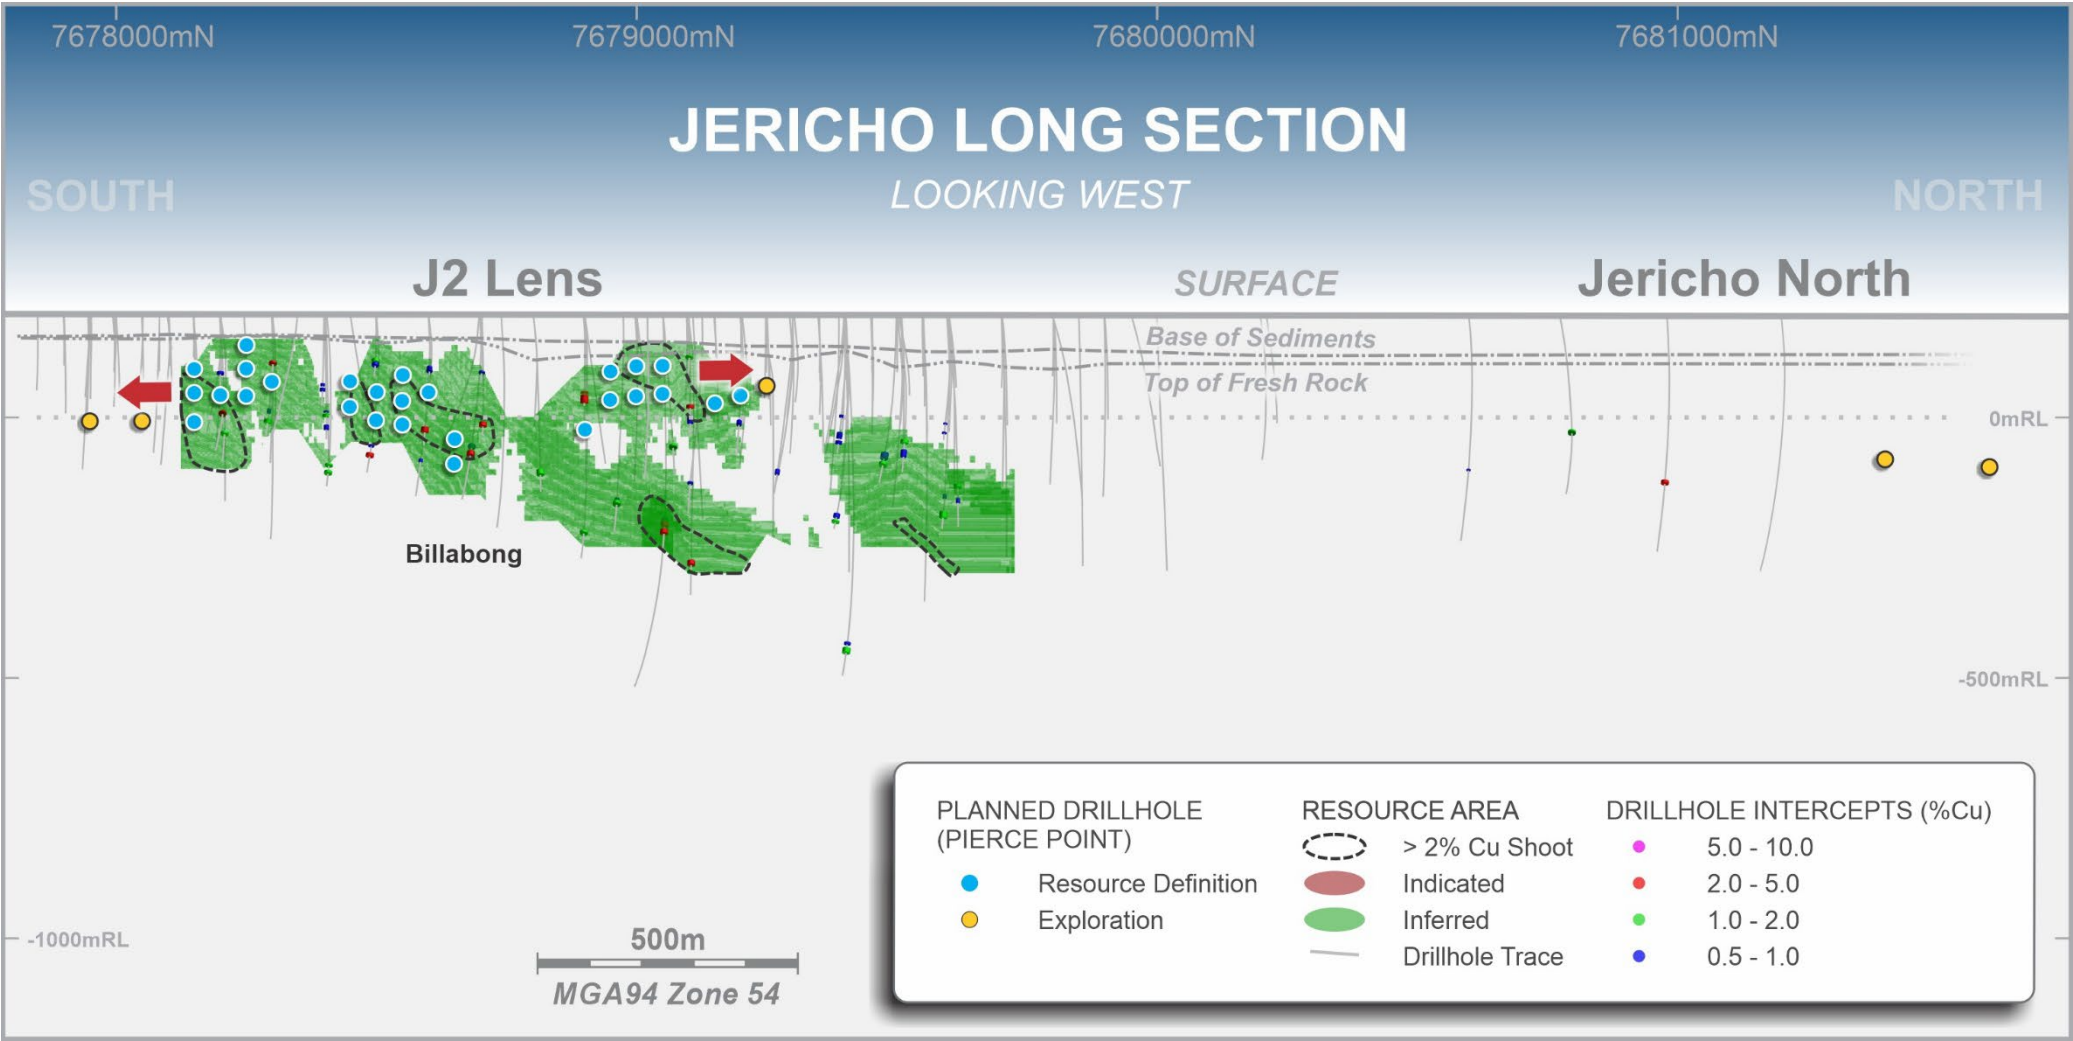 7678000mN 7679000mN 7680000mN 7681000mN
JERICHO LONG SECTION
SOUTH LOOKING WEST NORTH
J2 Lens SURFACE Jericho North
Base of Sediments
Top of Fresh Rock
0mRL
Billabong
-500mRL
PLANNED DRILLHOLE
(PIERCE POINT)
Resource Definition
Exploration
RESOURCE AREA
> 2% Cu Shoot
Indicated
Inferred
Drillhole Trace
DRILLHOLE INTERCEPTS (%Cu)
5.0 - 10.0
2.0 - 5.0
1.0 - 2.0
0.5 - 1.0
-1000mRL
500m
MGA94 Zone 54